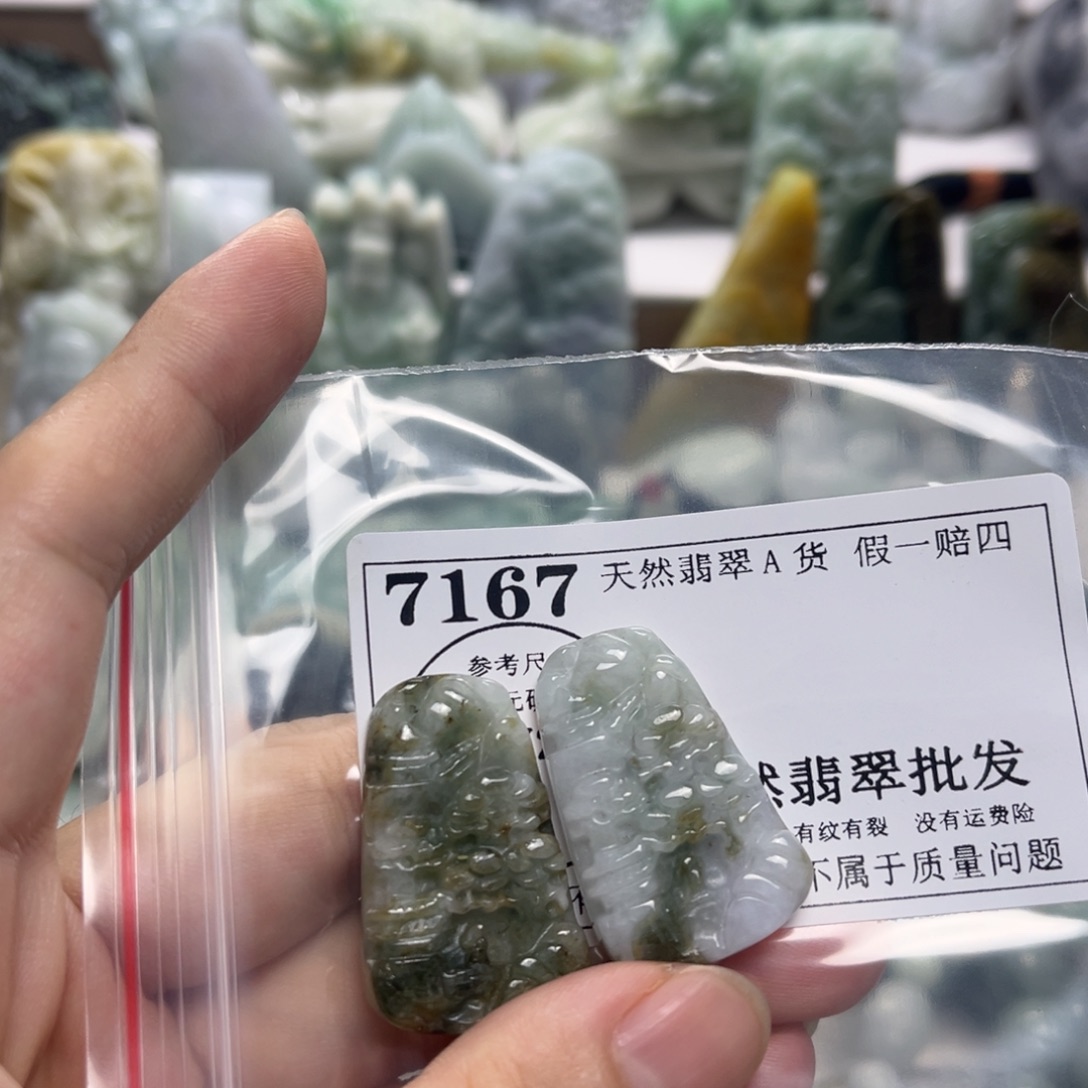 7167 天然翡翠A货 假一赔四
参考尺
翡翠批发
有纹有裂 没有运费险
不属于质量问题